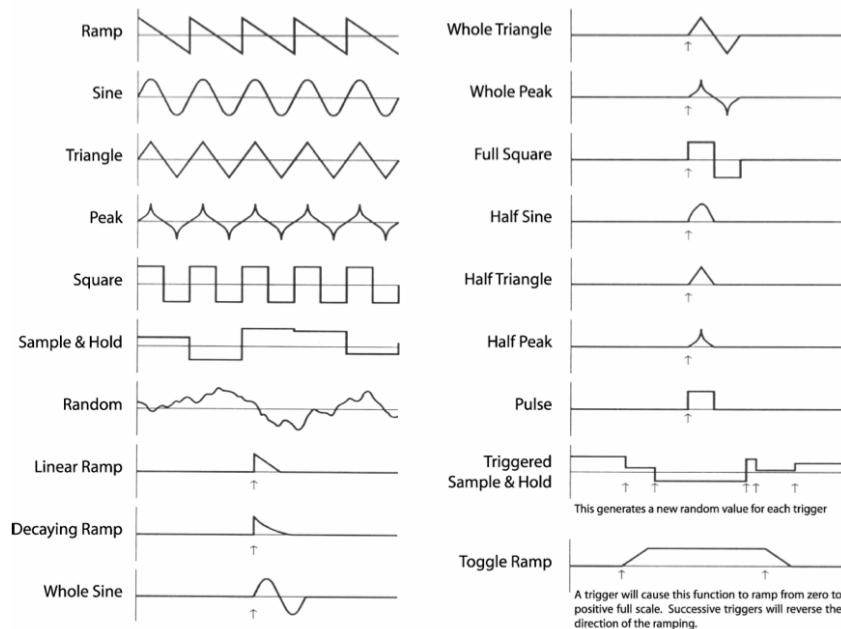 Ramp
Sine
Triangle
Peak
Square
Sample & Hold
Random
Linear Ramp
Decaying Ramp
Whole Sine
Whole Triangle
Whole Peak
Full Square
Half Sine
Half Triangle
Half Peak
Pulse
Triggered
Sample & Hold
This generates a new random value for each trigger
Toggle Ramp
A trigger will cause this function to ramp from zero to
positive full scale. Successive triggers will reverse the
direction of the ramping.